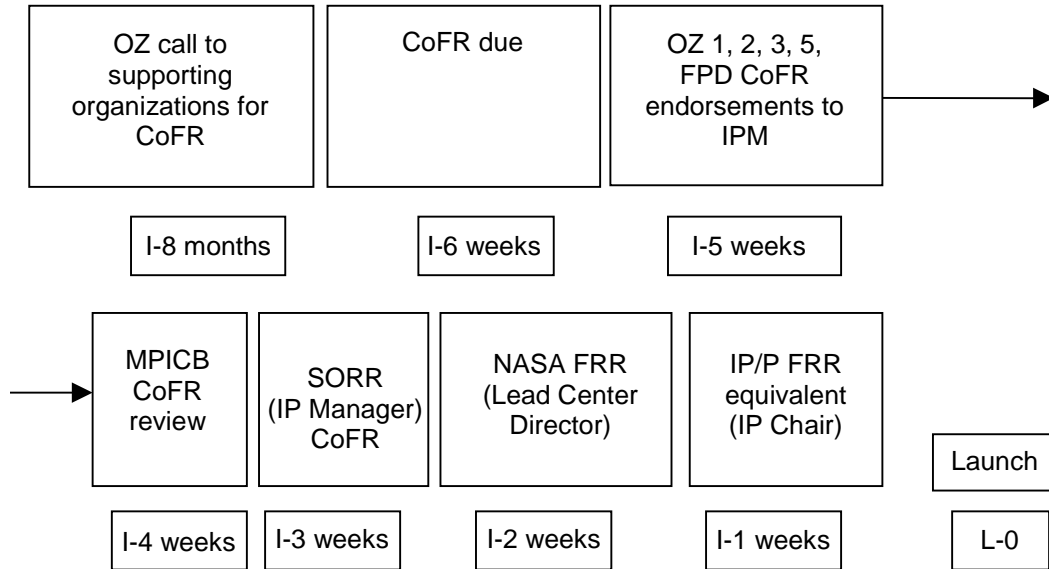 OZ call to
supporting
organizations for
CoFR
CoFR due
OZ 1, 2, 3, 5,
FPD CoFR
endorsements to
IPM
I-8 months
I-6 weeks
I-5 weeks
MPICB
CoFR
review
SORR
(IP Manager)
CoFR
NASA FRR
(Lead Center
Director)
IP/P FRR
equivalent
(IP Chair)
Launch
I-4 weeks
I-3 weeks
I-2 weeks
I-1 weeks
L-0